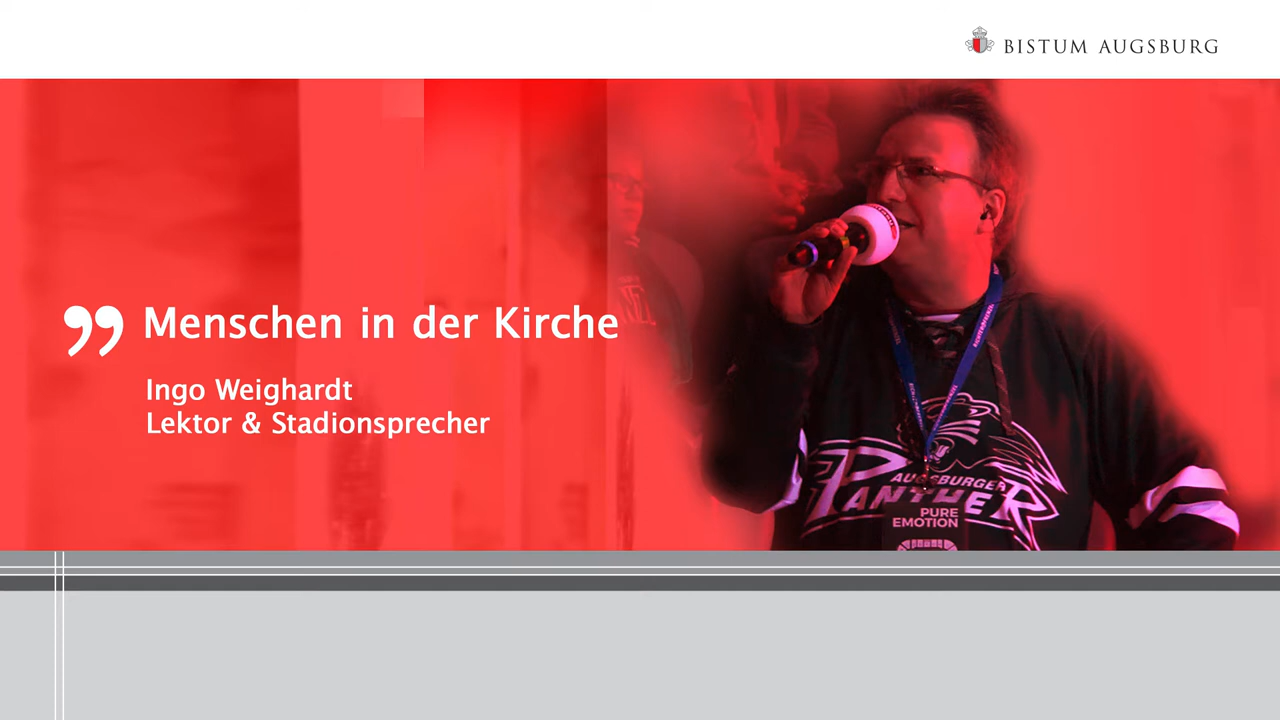 BISTUM AUGSBURG
Menschen in der Kirche
Ingo Weighardt
Lektor & Stadionsprecher
AUGSBURGER
PANTHER
PURE
EMOTION